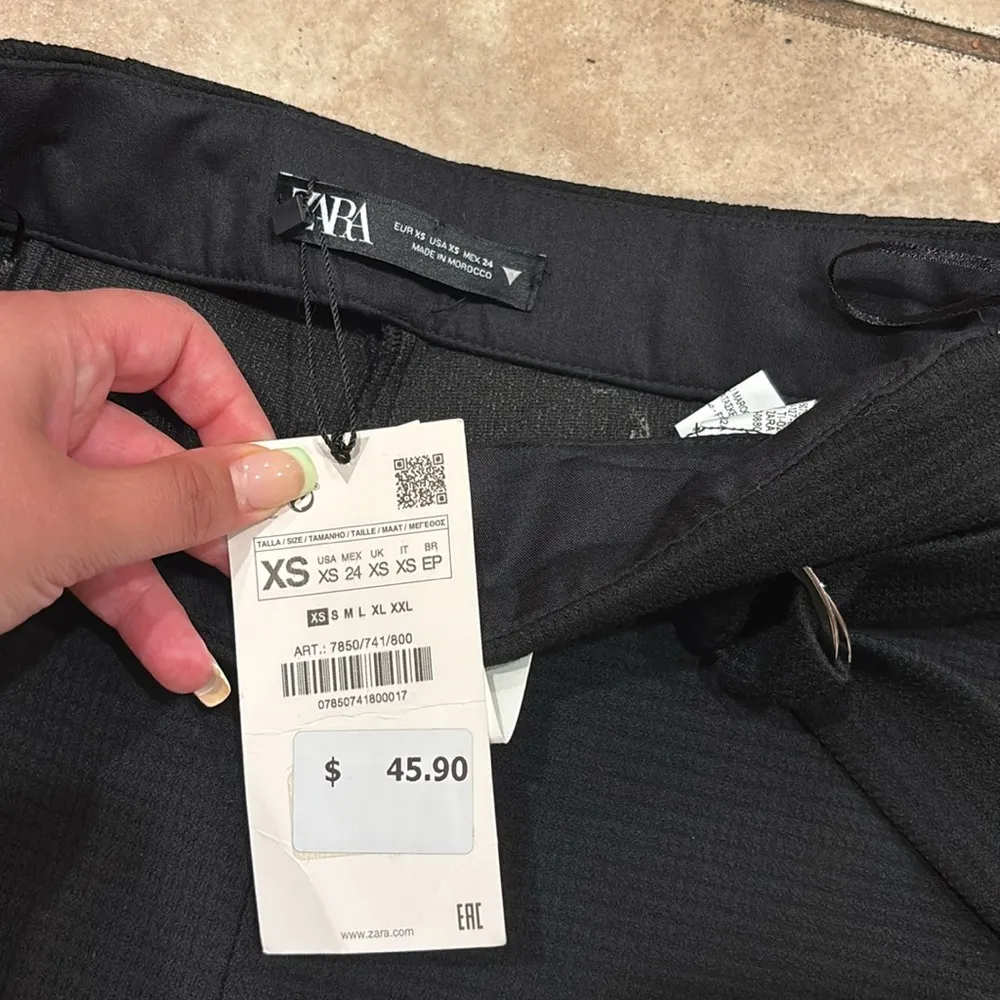 ZARA
EUR XS USA XS MEX 24
MADE IN MOROCCO
MARO
ZARA
TALLA / SIZE / TAMANHO / TAILLE / MAAT / ΜΕΓΕΘΟΣ
XS USA XS MEX 24 UK XS IT XS BR EP
XS S M L XL XXL
ART.: 7850/741/800
07850741800017
$ 45.90
www.zara.com
EAC